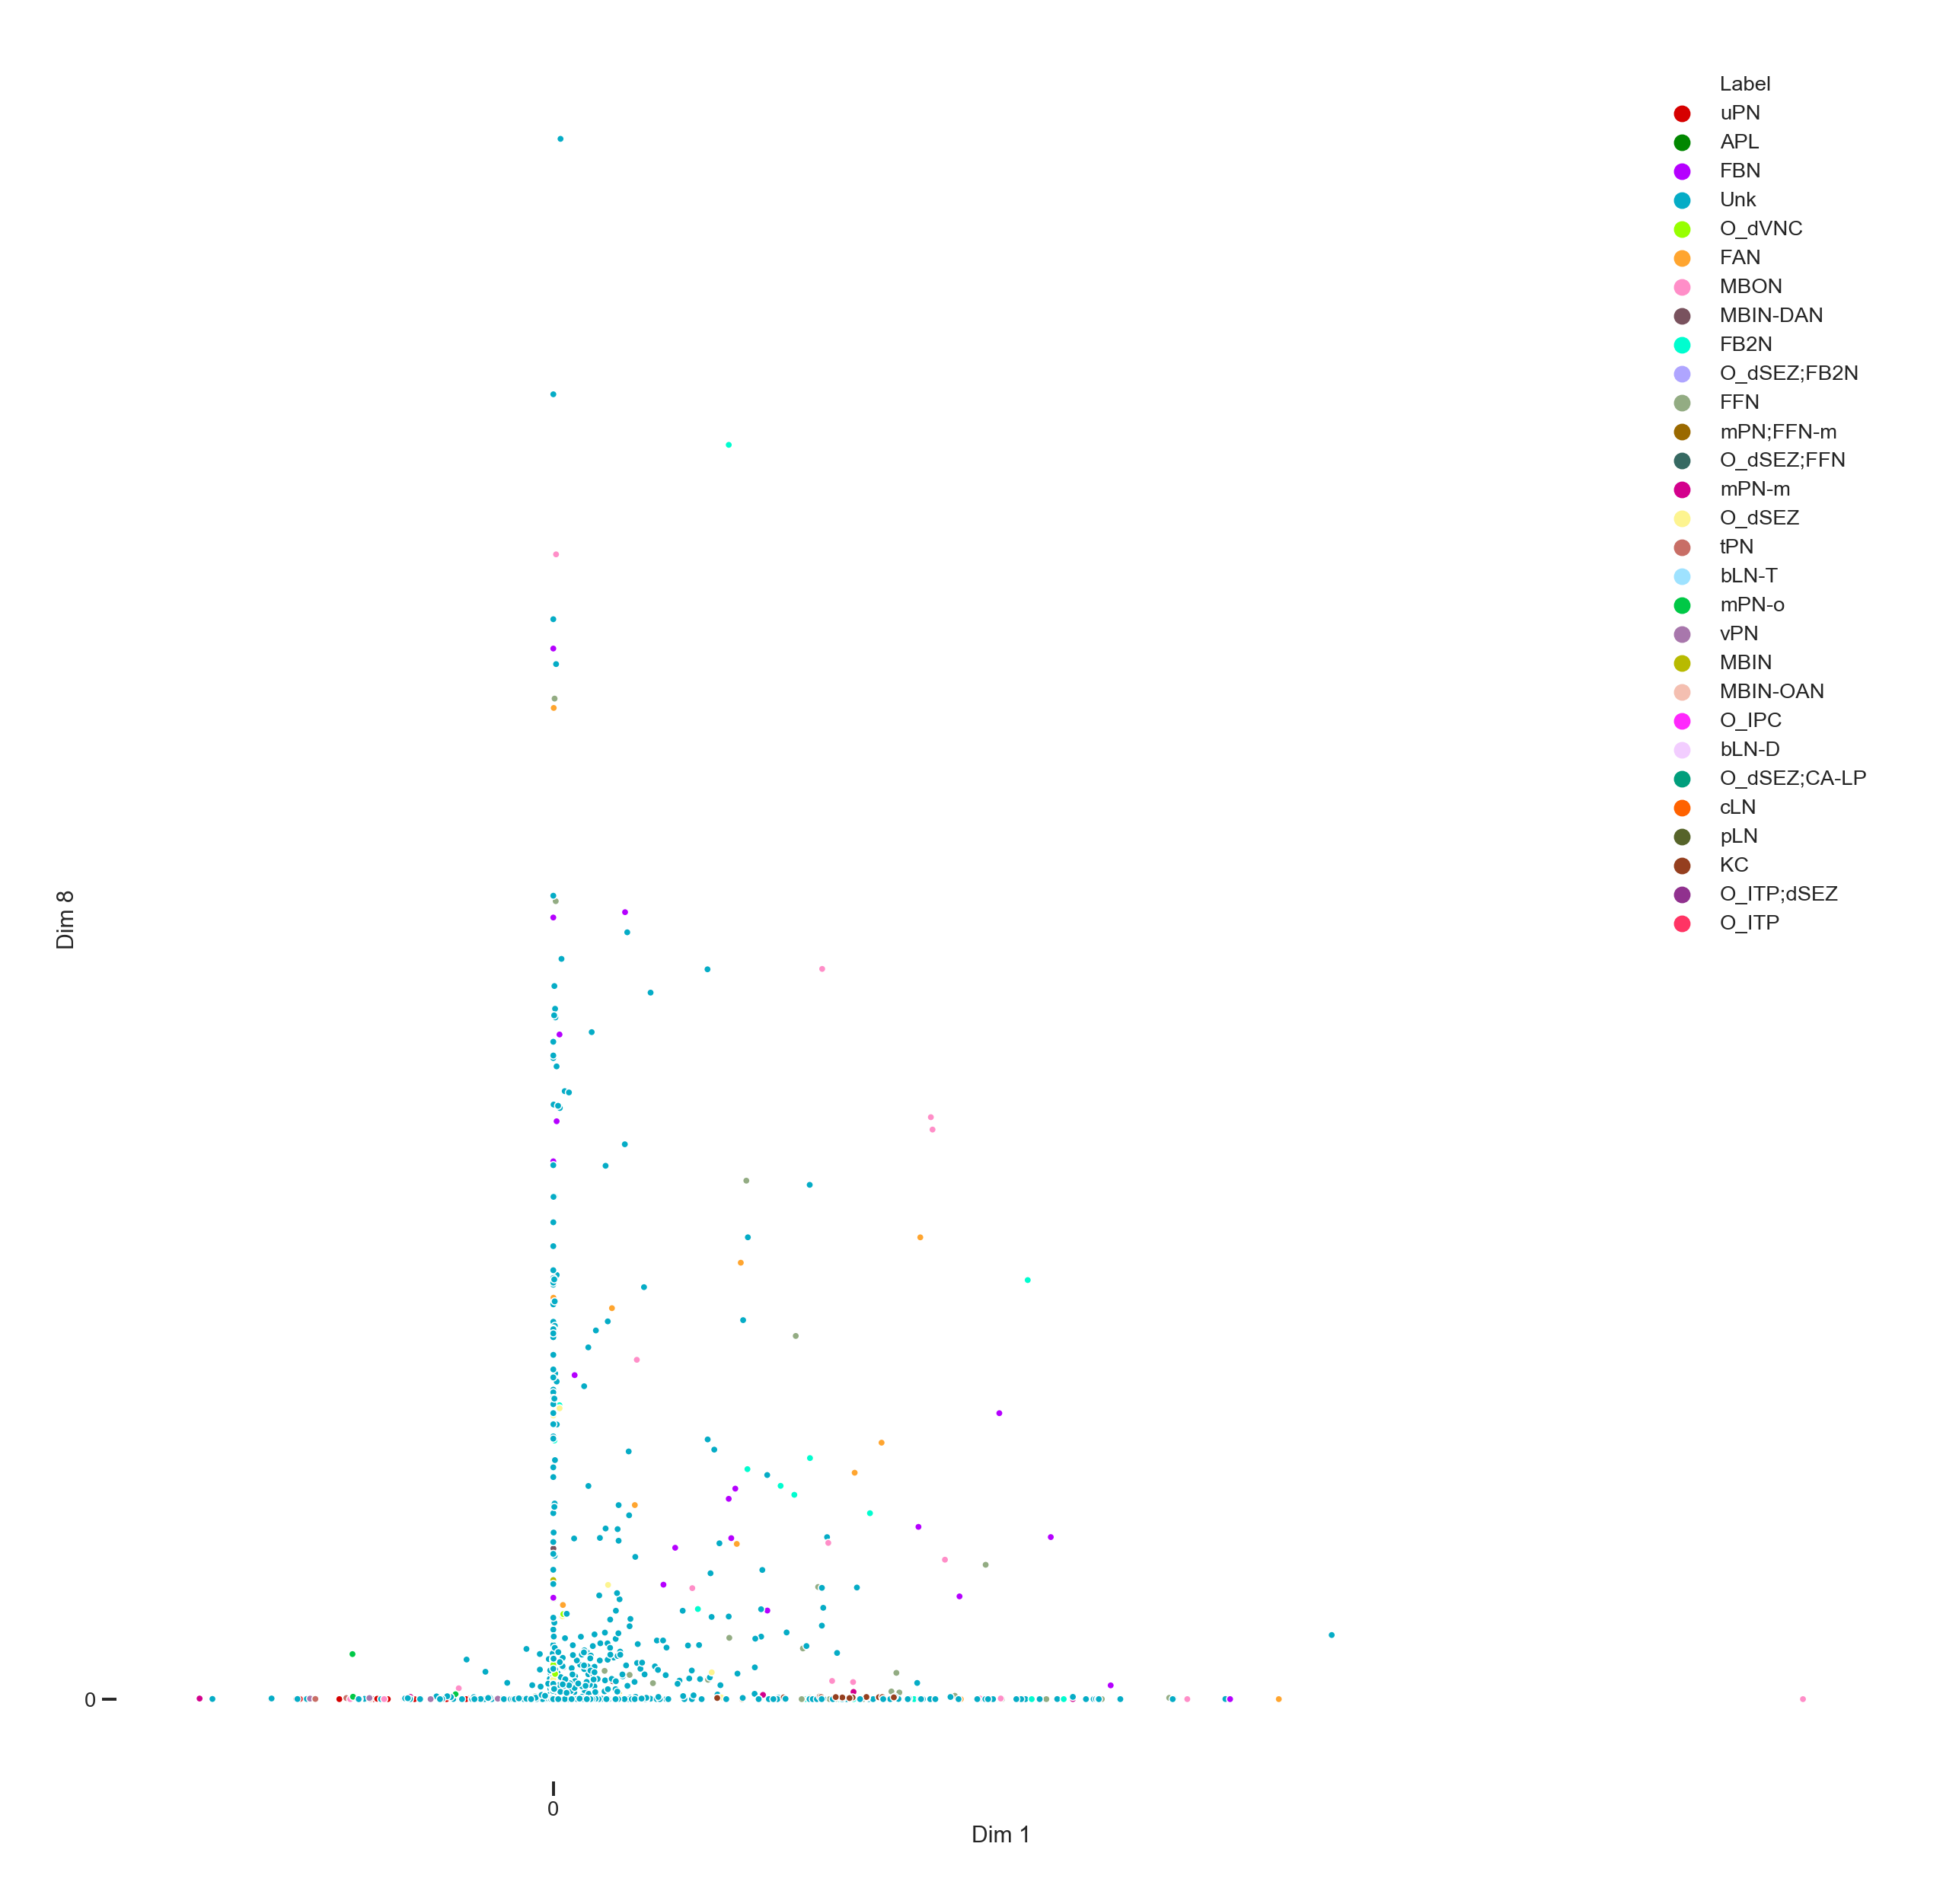 Label
uPN
APL
FBN
Unk
O_dVNC
FAN
MBON
MBIN-DAN
FB2N
O_dSEZ;FB2N
FFN
mPN;FFN-m
O_dSEZ;FFN
mPN-m
O_dSEZ
tPN
bLN-T
mPN-o
vPN
MBIN
MBIN-OAN
O_IPC
bLN-D
O_dSEZ;CA-LP
cLN
pLN
KC
O_ITP;dSEZ
O_ITP
Dim 8
0
0
Dim 1